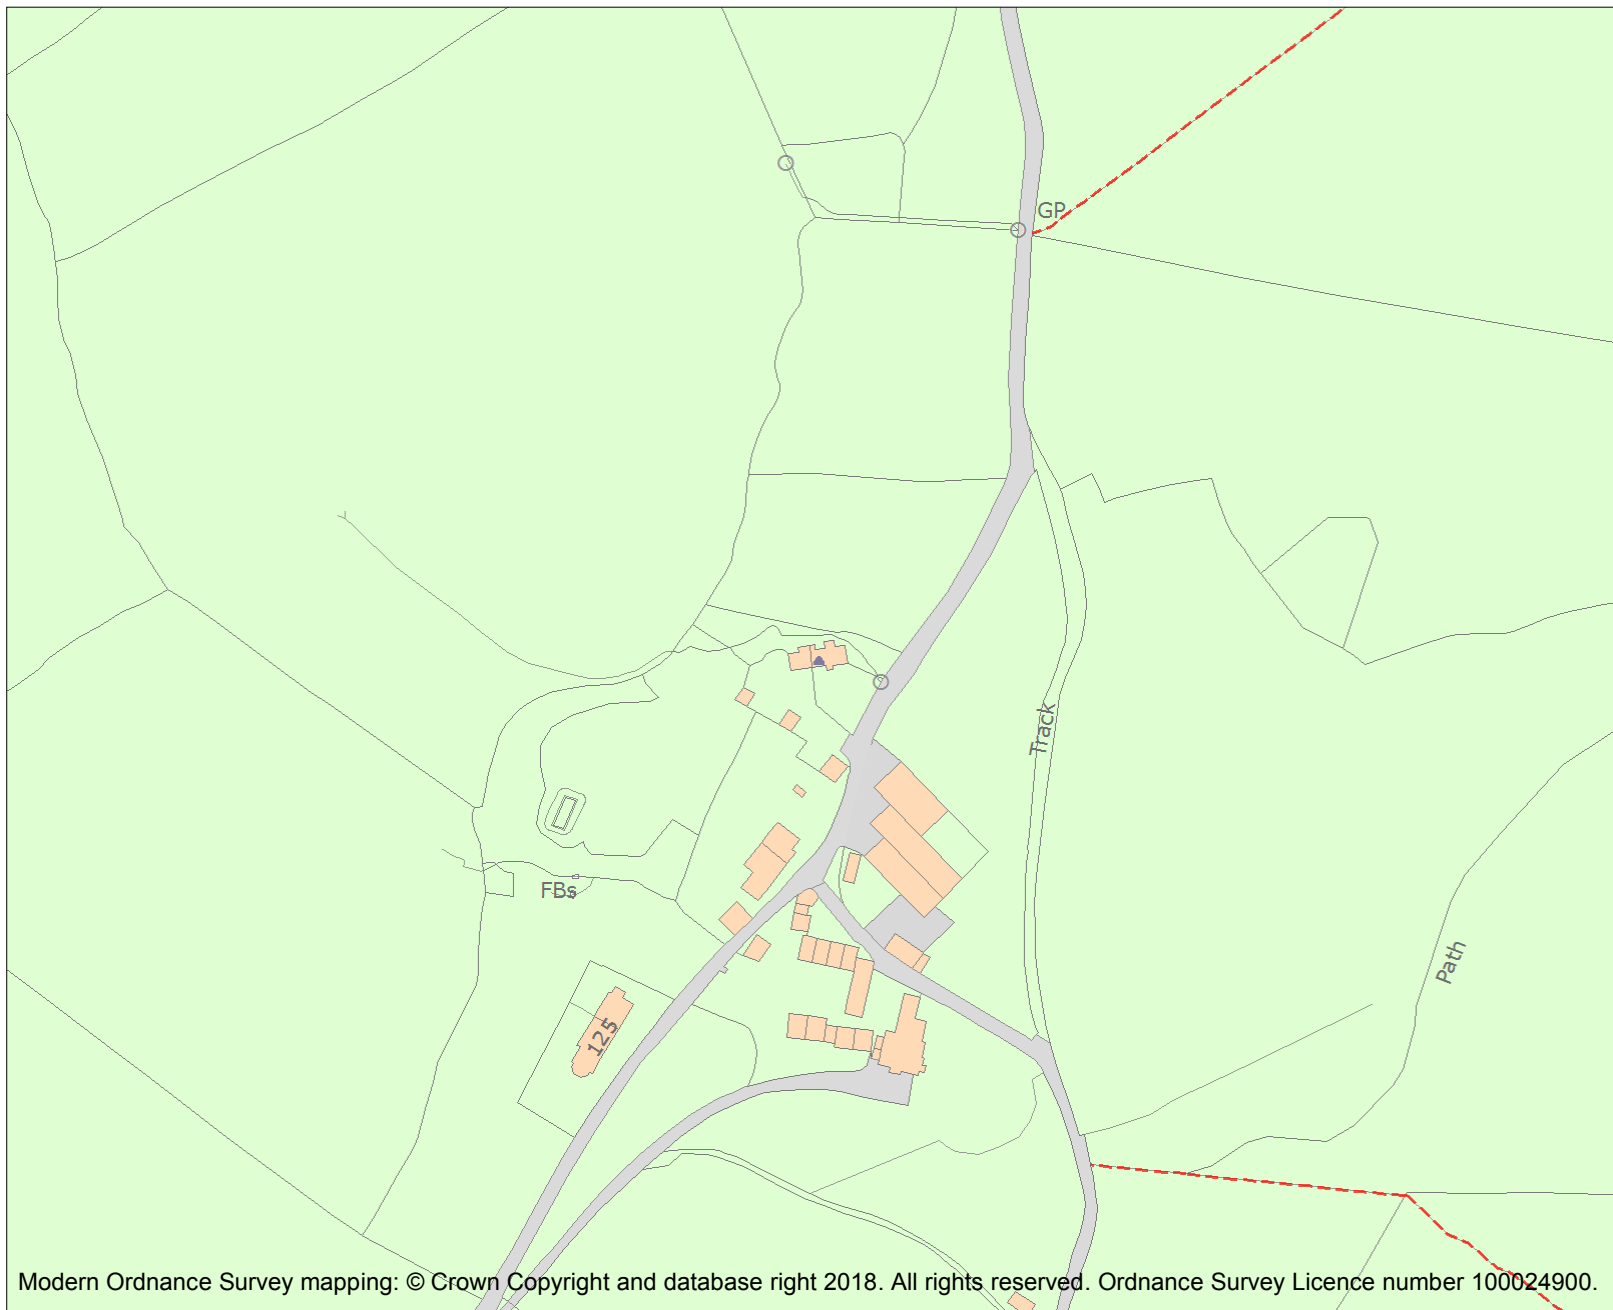 GP
Track
FBs
Path
125
Modern Ordnance Survey mapping: © Crown Copyright and database right 2018. All rights reserved. Ordnance Survey Licence number 100024900.